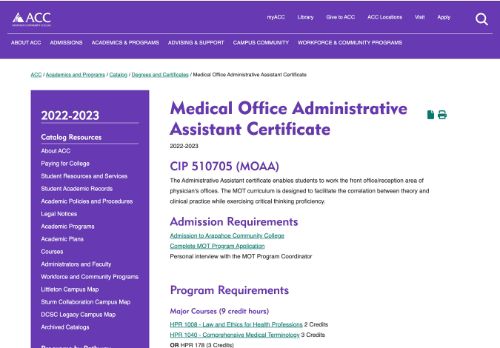 ACC
myACC Library Give to ACC ACC Locations Visit Apply
ABOUT ACC ADMISSIONS ACADEMICS & PROGRAMS ADVISING & SUPPORT CAMPUS COMMUNITY WORKFORCE & COMMUNITY PROGRAMS
ACC / Academics and Programs / Catalog / Degrees and Certificates / Medical Office Administrative Assistant Certificate
2022-2023
Catalog Resources
About ACC
Paying for College
Student Resources and Services
Student Academic Records
Academic Policies and Procedures
Legal Notices
Academic Programs
Academic Plans
Courses
Administrators and Faculty
Workforce and Community Programs
Littleton Campus Map
Sturm Collaboration Campus Map
DCSC Legacy Campus Map
Archived Catalogs
Medical Office Administrative
Assistant Certificate
2022-2023
CIP 510705 (MOAA)
The Administrative Assistant certificate enables students to work the front office/reception area of
physician's offices. The MOT curriculum is designed to facilitate the correlation between theory and
clinical practice while exercising critical thinking proficiency.
Admission Requirements
Admission to Arapahoe Community College
Complete MOT Program Application
Personal interview with the MOT Program Coordinator
Program Requirements
Major Courses (9 credit hours)
HPR 1008 - Law and Ethics for Health Professions 2 Credits
HPR 1040 - Comprehensive Medical Terminology 3 Credits
OR HPR 178 (3 Credits)